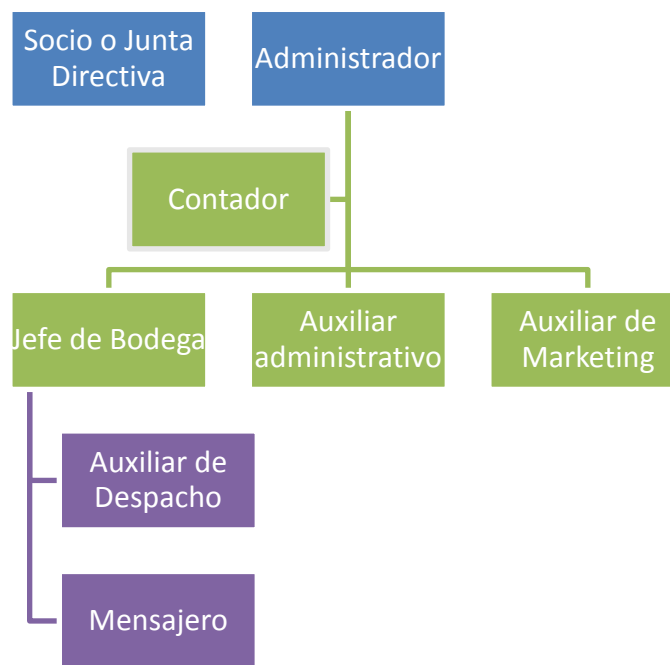 Socio o Junta
Directiva
Administrador
Contador
Jefe de Bodega
Auxiliar
administrativo
Auxiliar de
Marketing
Auxiliar de
Despacho
Mensajero